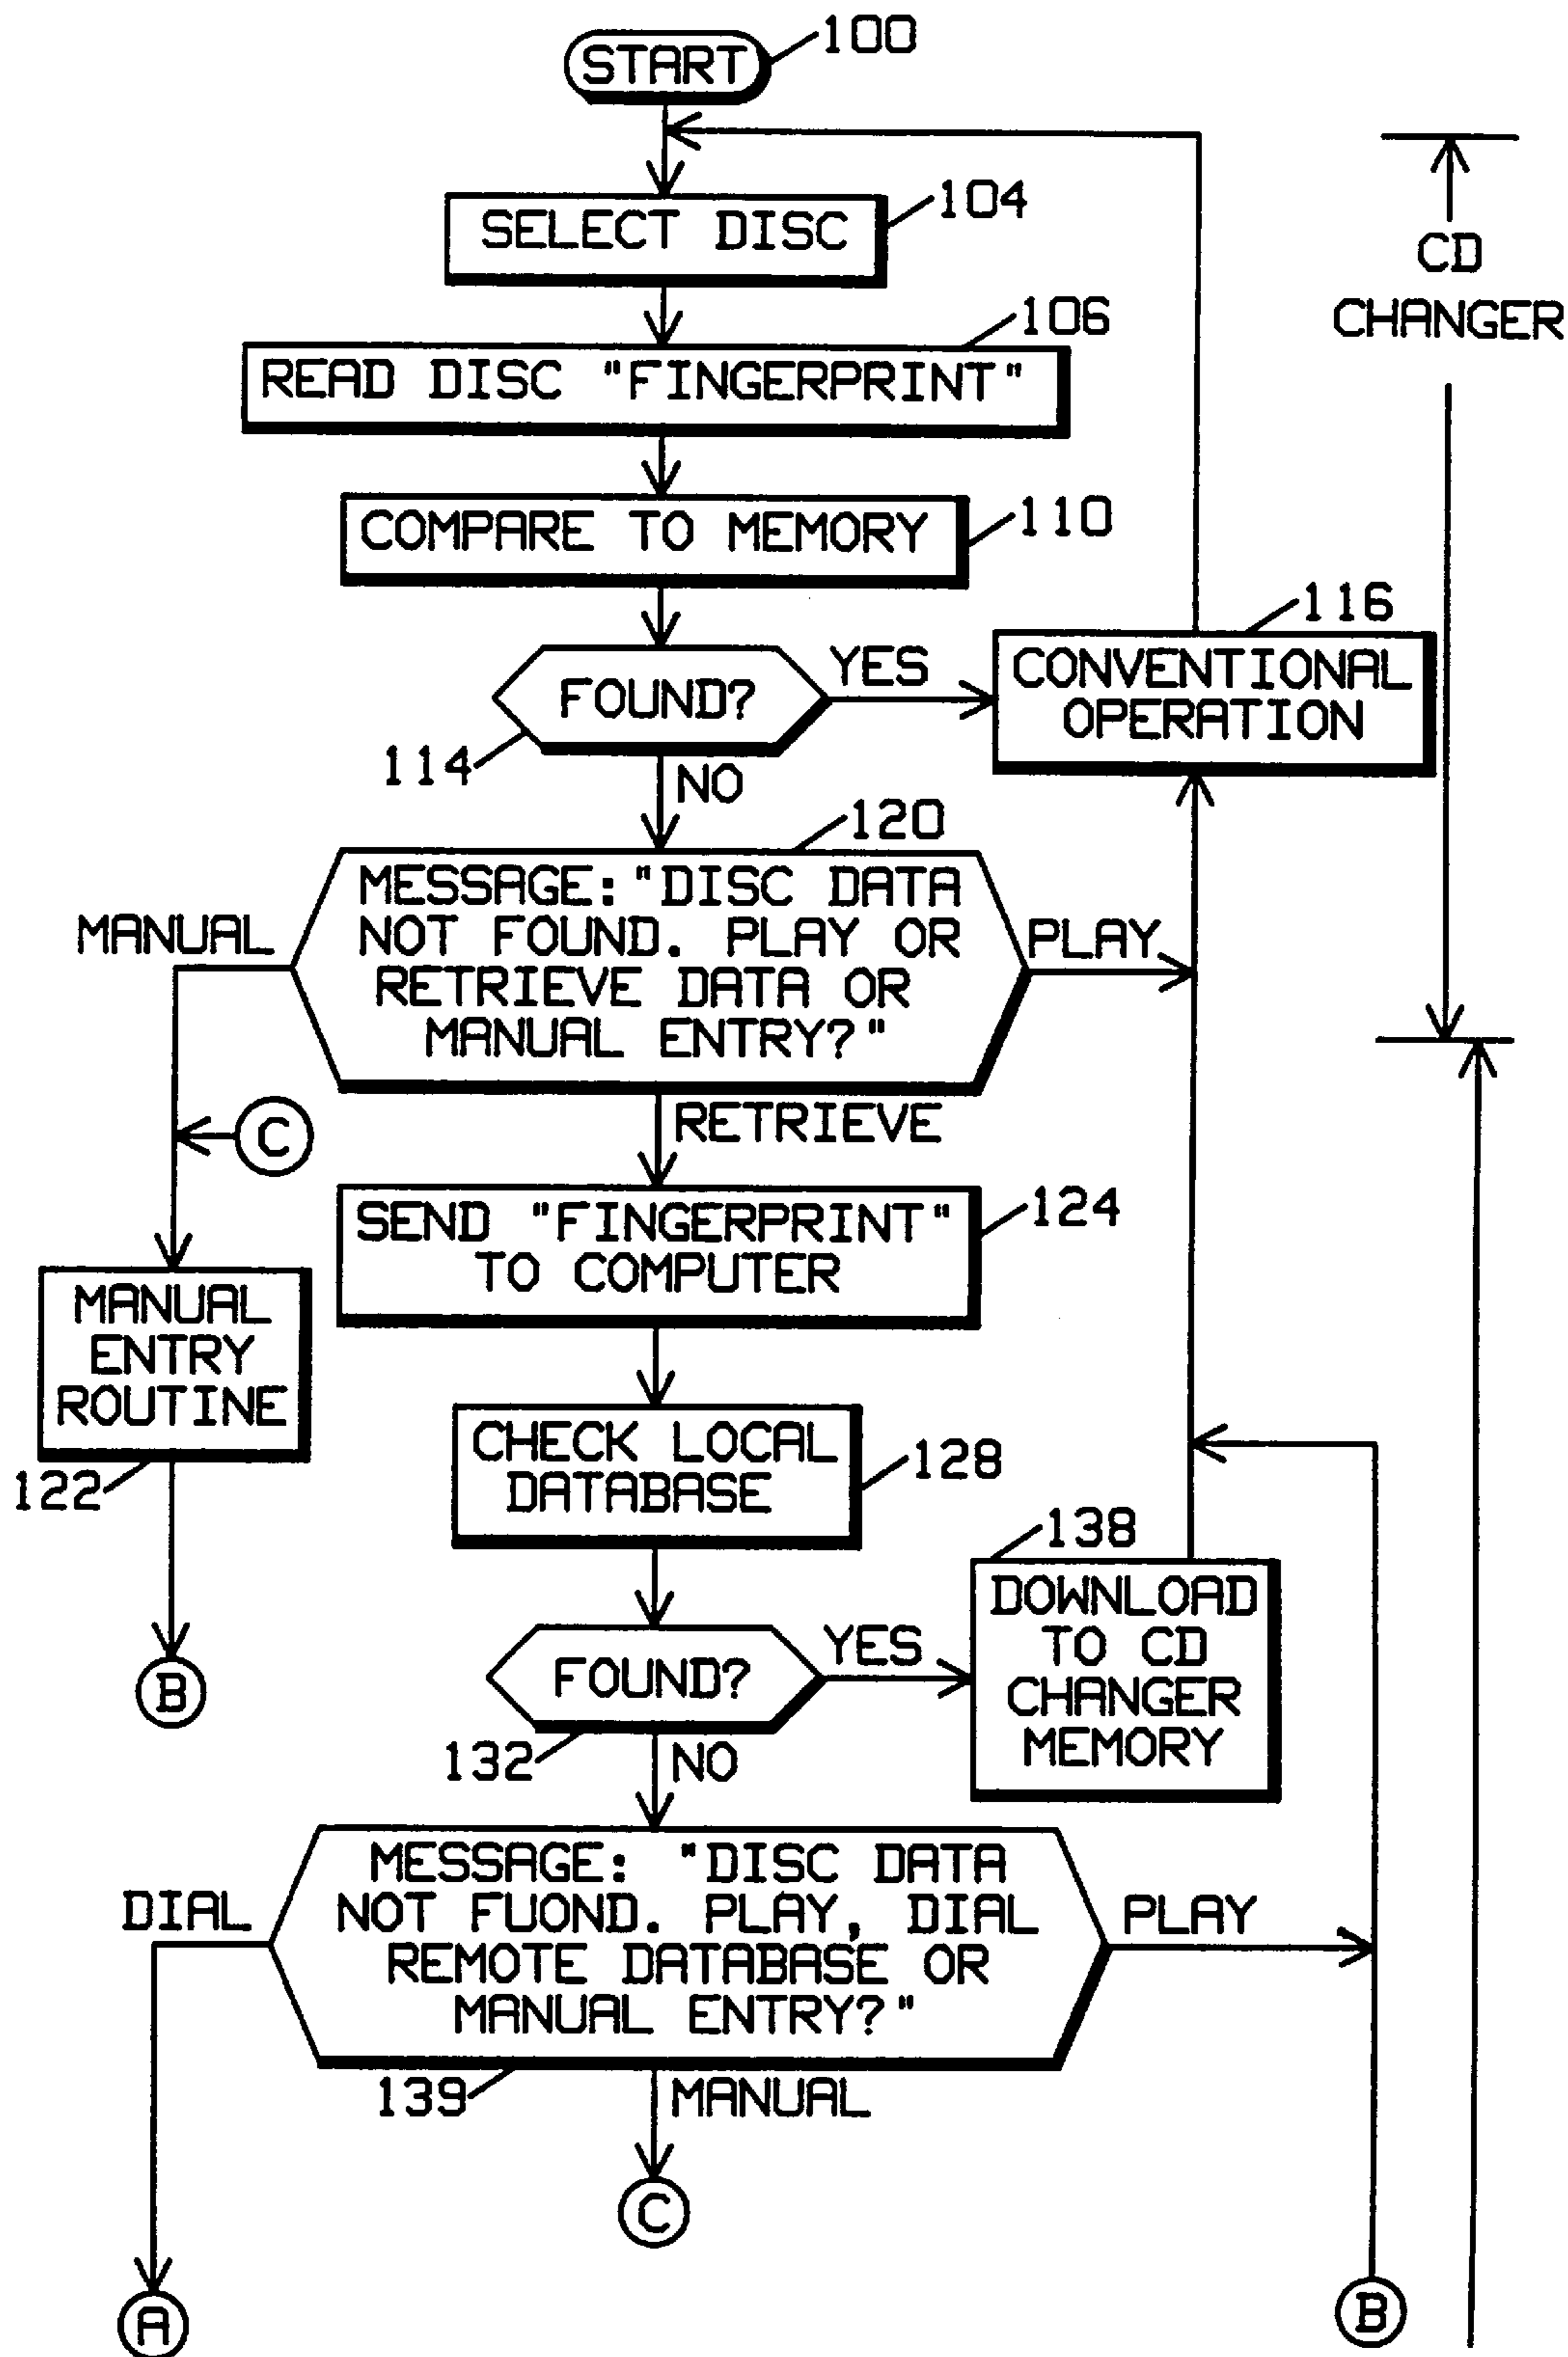 START
100
SELECT DISC
104
CD
CHANGER
READ DISC "FINGERPRINT"
106
COMPARE TO MEMORY
110
FOUND?
114
YES
NO
CONVENTIONAL
OPERATION
116
120
MESSAGE: "DISC DATA
NOT FOUND. PLAY OR
RETRIEVE DATA OR
MANUAL ENTRY?"
MANUAL
PLAY
RETRIEVE
C
SEND "FINGERPRINT"
TO COMPUTER
124
MANUAL
ENTRY
ROUTINE
122
CHECK LOCAL
DATABASE
128
B
FOUND?
132
YES
NO
138
DOWNLOAD
TO CD
CHANGER
MEMORY
MESSAGE: "DISC DATA
NOT FUOND. PLAY, DIAL
REMOTE DATABASE OR
MANUAL ENTRY?"
DIAL
PLAY
139
MANUAL
C
A
B